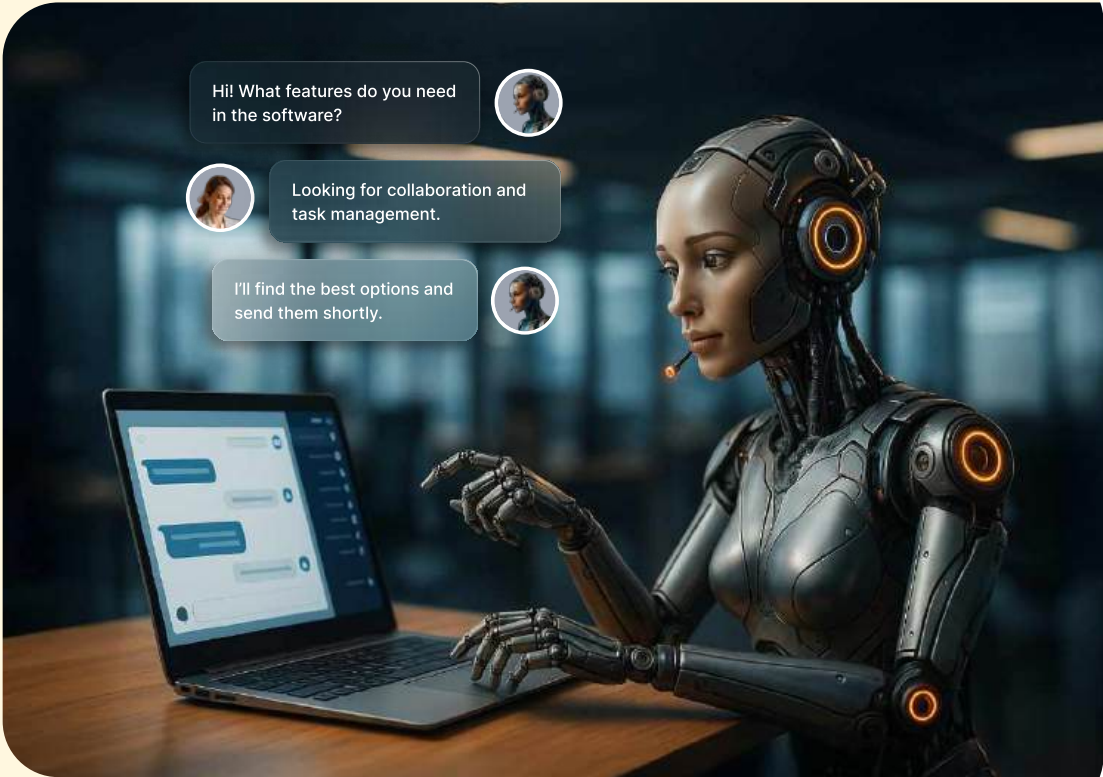 Hi! What features do you need
in the software?
Looking for collaboration and
task management.
I'll find the best options and
send them shortly.